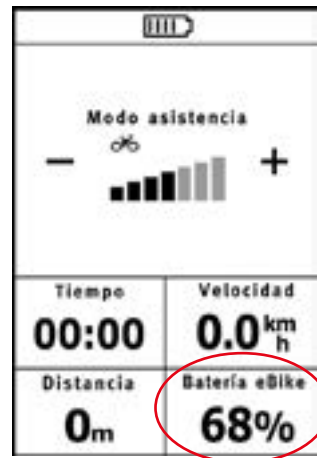 Modo asistencia
− +
Tiempo Velocidad
00:00 0.0 km/h
Distancia Batería eBike
0m 68%